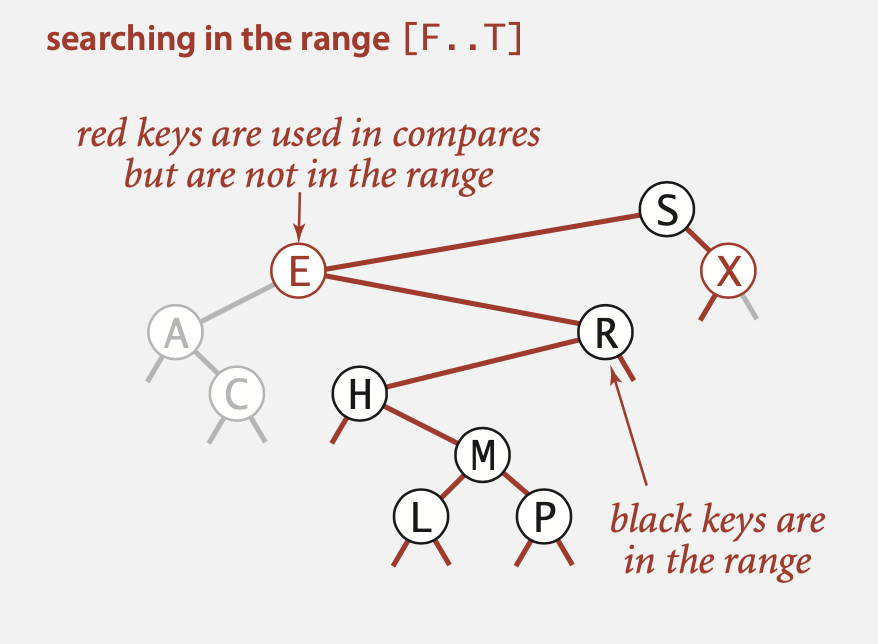 searching in the range [F..T]
red keys are used in compares
but are not in the range
S
E
X
A
R
C
H
M
L
P
black keys are
in the range